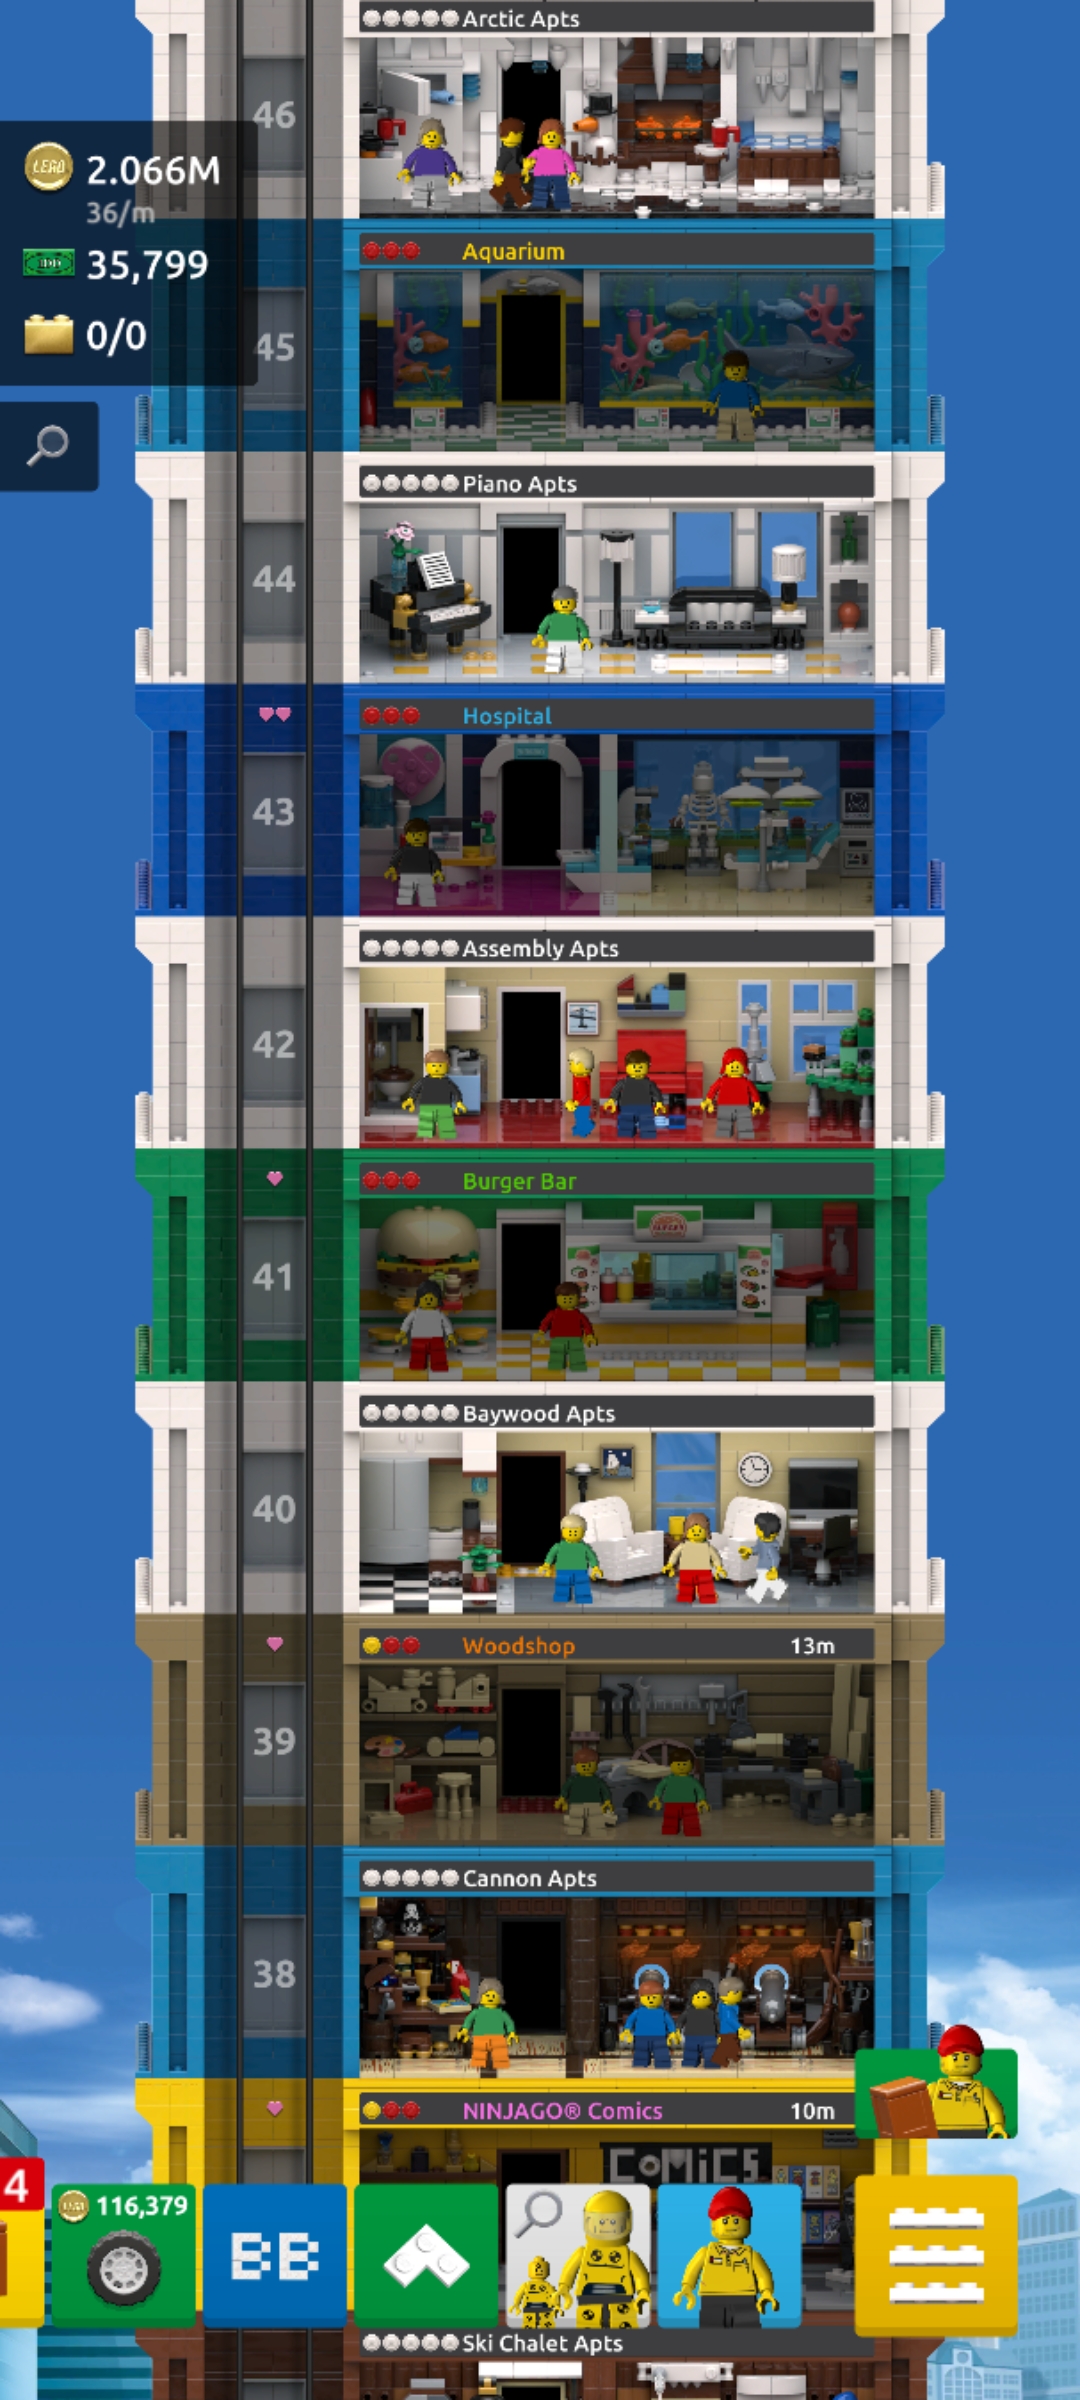 Arctic Apts
46
LEGO 2.066M
36/m
35,799
0/0
Aquarium
45
Piano Apts
44
Hospital
43
Assembly Apts
42
Burger Bar
41
Baywood Apts
40
Woodshop 13m
39
Cannon Apts
38
NINJAGO® Comics 10m
COMiCS
4
116,379
BB
Ski Chalet Apts